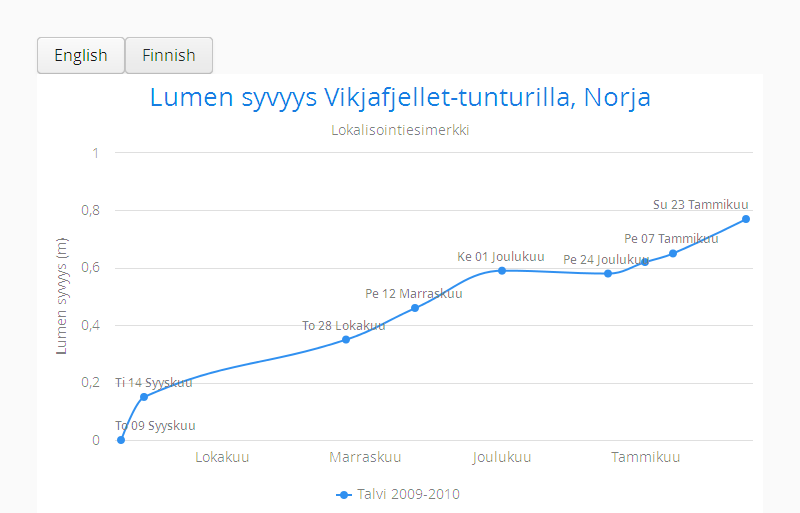 English Finnish
Lumen syvyys Vikjafjellet-tunturilla, Norja
Lokalisointiesimerkki
1
0,8
0,6
0,4
0,2
0
Lumen syvyys (m)
To 09 Syyskuu
Ti 14 Syyskuu
To 28 Lokakuu
Pe 12 Marraskuu
Ke 01 Joulukuu
Pe 24 Joulukuu
Pe 07 Tammikuu
Su 23 Tammikuu
Lokakuu Marraskuu Joulukuu Tammikuu
Talvi 2009-2010